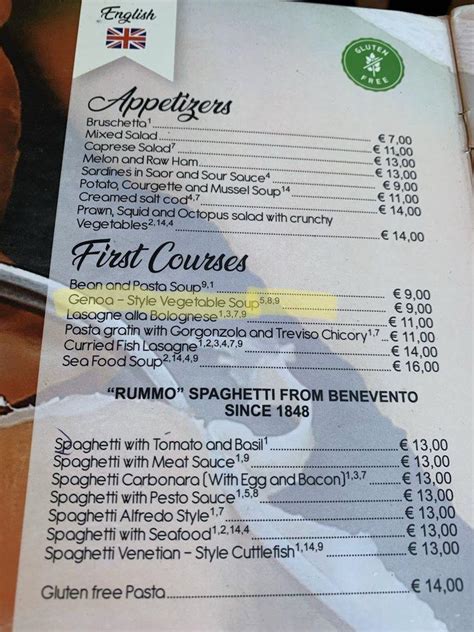 English
GLUTEN FREE
Appetizers
Bruschetta¹ € 7,00
Mixed Salad € 11,00
Caprese Salad⁷ € 13,00
Melon and Raw Ham € 13,00
Sardines in Saor and Sour Sauce⁴ € 9,00
Potato, Courgette and Mussel Soup¹⁴ € 11,00
Creamed salt cod⁴,⁷ € 14,00
Prawn, Squid and Octopus salad with crunchy
Vegetables²,¹⁴,⁴ € 14,00
First Courses
Bean and Pasta Soup⁹,¹ € 9,00
Genoa - Style Vegetable Soup⁵,⁸,⁹ € 9,00
Lasagne alla Bolognese¹,³,⁷,⁹ € 11,00
Pasta gratin with Gorgonzola and Treviso Chicory¹,⁷ € 11,00
Curried Fish Lasagne¹,²,³,⁴,⁷,⁹ € 14,00
Sea Food Soup²,¹⁴,⁴,⁹ € 16,00
“RUMMO” SPAGHETTI FROM BENEVENTO
SINCE 1848
Spaghetti with Tomato and Basil¹ € 13,00
Spaghetti with Meat Sauce¹,⁹ € 13,00
Spaghetti Carbonara (With Egg and Bacon)¹,³,⁷ € 13,00
Spaghetti with Pesto Sauce¹,⁵,⁸ € 13,00
Spaghetti Alfredo Style¹,⁷ € 13,00
Spaghetti with Seafood¹,²,¹⁴,⁴ € 13,00
Spaghetti Venetian - Style Cuttlefish¹,¹⁴,⁹ € 13,00
Gluten free Pasta € 14,00